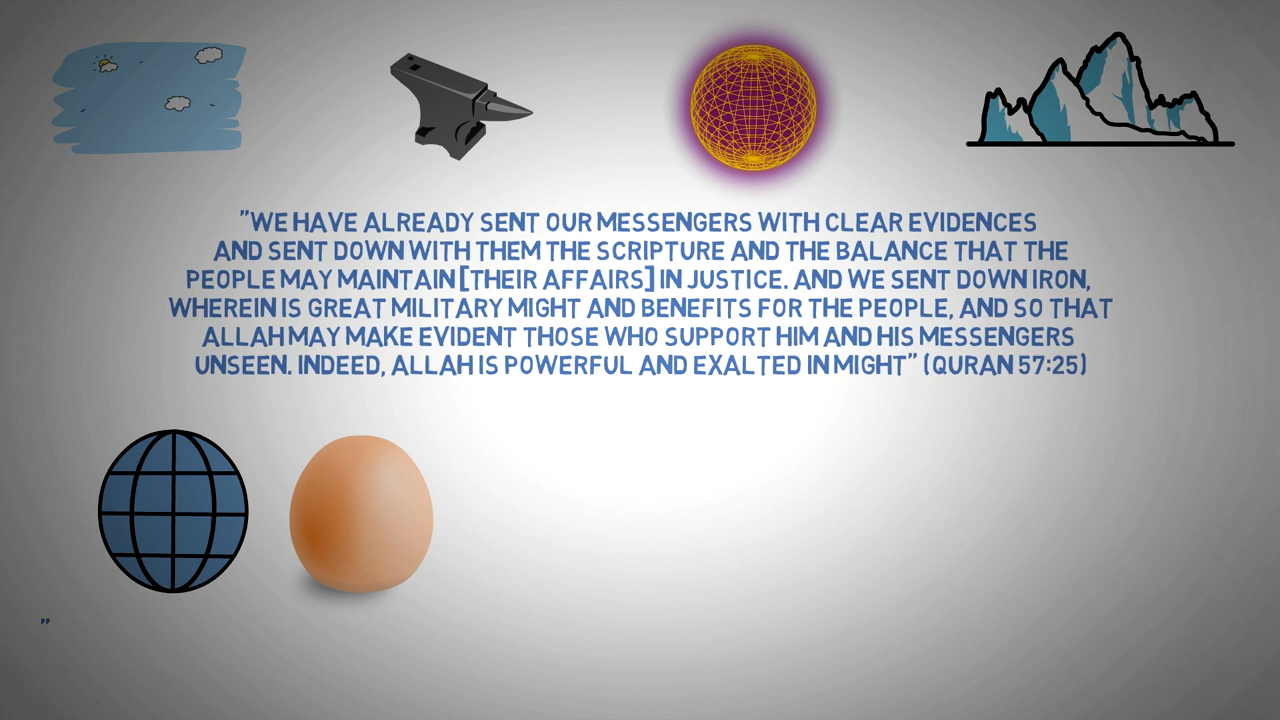 "WE HAVE ALREADY SENT OUR MESSENGERS WITH CLEAR EVIDENCES
AND SENT DOWN WITH THEM THE SCRIPTURE AND THE BALANCE THAT THE
PEOPLE MAY MAINTAIN [THEIR AFFAIRS] IN JUSTICE. AND WE SENT DOWN IRON,
WHEREIN IS GREAT MILITARY MIGHT AND BENEFITS FOR THE PEOPLE, AND SO THAT
ALLAH MAY MAKE EVIDENT THOSE WHO SUPPORT HIM AND HIS MESSENGERS
UNSEEN. INDEED, ALLAH IS POWERFUL AND EXALTED IN MIGHT" (QURAN 57:25)
"